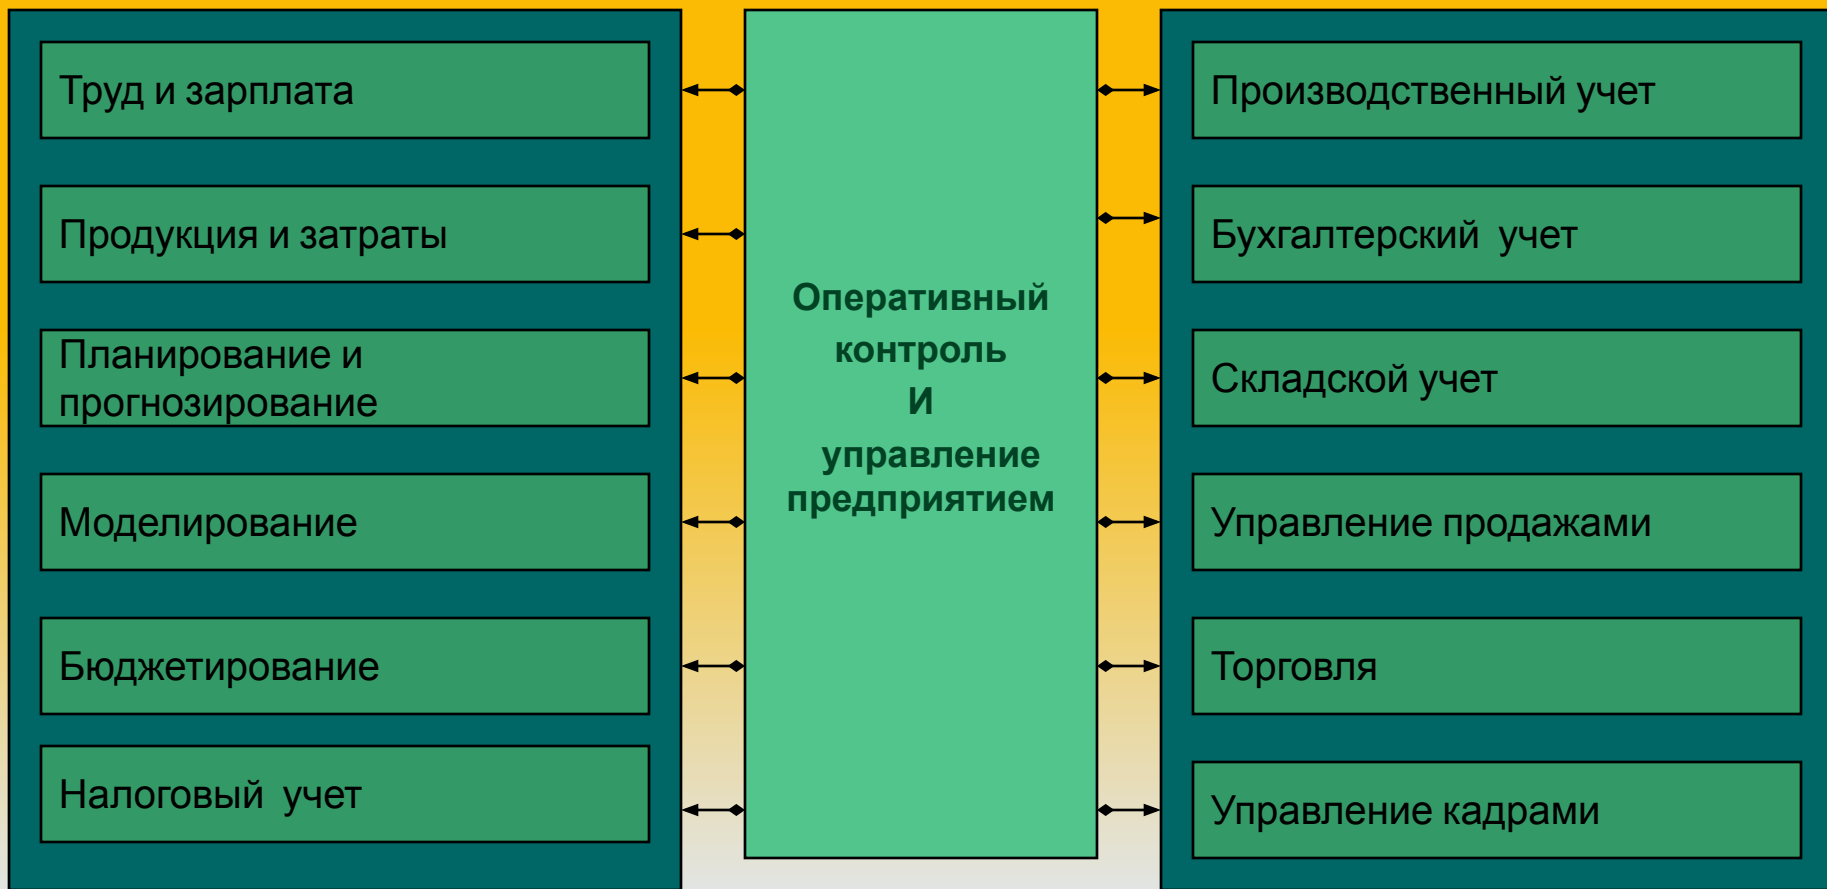 Труд и зарплата
Продукция и затраты
Планирование и
прогнозирование
Моделирование
Бюджетирование
Налоговый учет
Оперативный
контроль
И
управление
предприятием
Производственный учет
Бухгалтерский учет
Складской учет
Управление продажами
Торговля
Управление кадрами